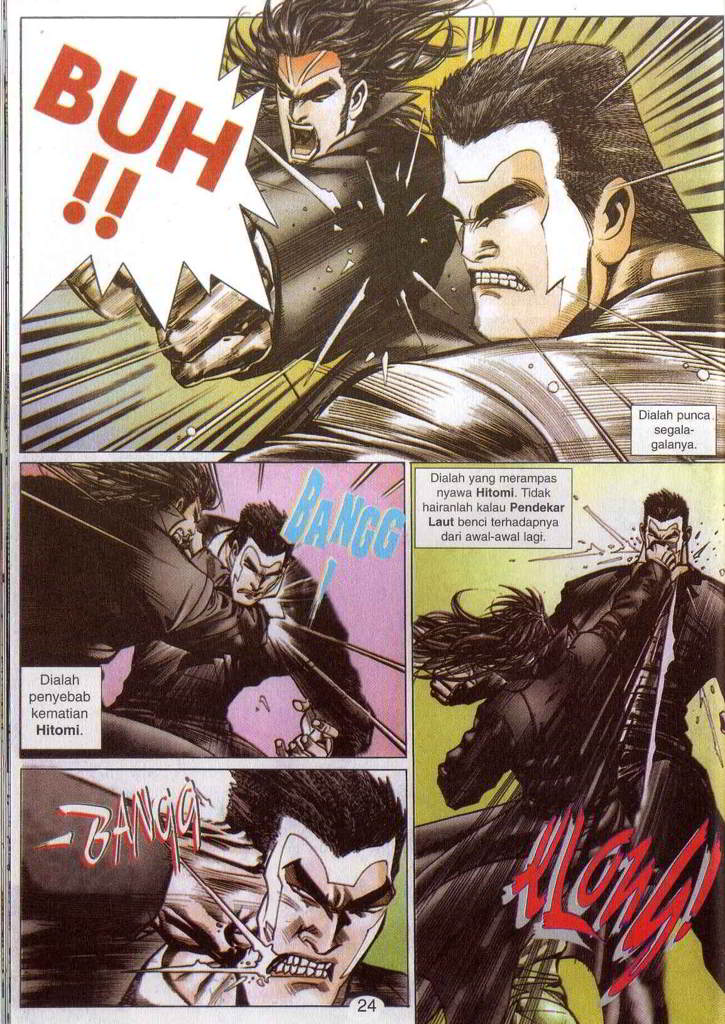 BUH
!!
Dialah punca
segala-
galanya.
BANGG
!
Dialah
penyebab
kematian
Hitomi.
Dialah yang merampas
nyawa Hitomi. Tidak
hairanlah kalau Pendekar
Laut benci terhadapnya
dari awal-awal lagi.
BANGG
KLONG!
24